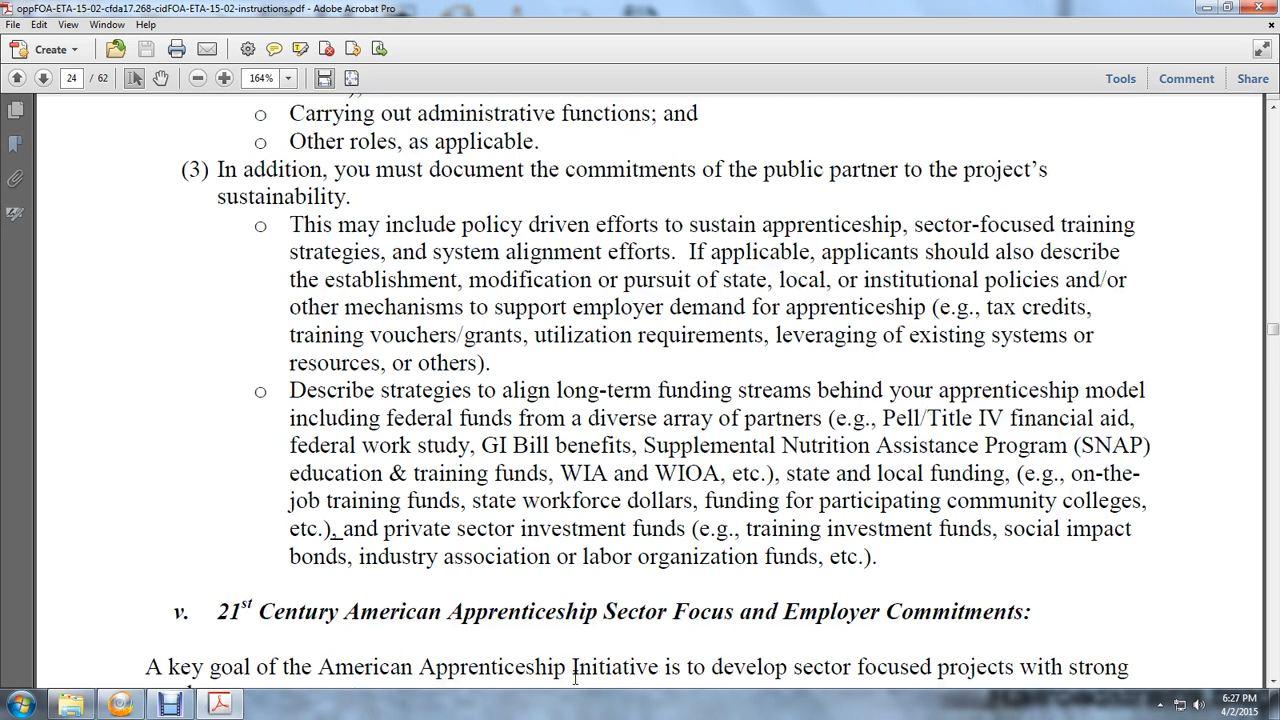 oppFOA-ETA-15-02-cfda17.268-cidFOA-ETA-15-02-instructions.pdf - Adobe Acrobat Pro
File Edit View Window Help
Create
24 / 62 164% Tools Comment Share
o Carrying out administrative functions; and
o Other roles, as applicable.
(3) In addition, you must document the commitments of the public partner to the project’s
sustainability.
o This may include policy driven efforts to sustain apprenticeship, sector-focused training
strategies, and system alignment efforts. If applicable, applicants should also describe
the establishment, modification or pursuit of state, local, or institutional policies and/or
other mechanisms to support employer demand for apprenticeship (e.g., tax credits,
training vouchers/grants, utilization requirements, leveraging of existing systems or
resources, or others).
o Describe strategies to align long-term funding streams behind your apprenticeship model
including federal funds from a diverse array of partners (e.g., Pell/Title IV financial aid,
federal work study, GI Bill benefits, Supplemental Nutrition Assistance Program (SNAP)
education & training funds, WIA and WIOA, etc.), state and local funding, (e.g., on-the-
job training funds, state workforce dollars, funding for participating community colleges,
etc.), and private sector investment funds (e.g., training investment funds, social impact
bonds, industry association or labor organization funds, etc.).
v. 21st Century American Apprenticeship Sector Focus and Employer Commitments:
A key goal of the American Apprenticeship Initiative is to develop sector focused projects with strong
6:27 PM
4/2/2015